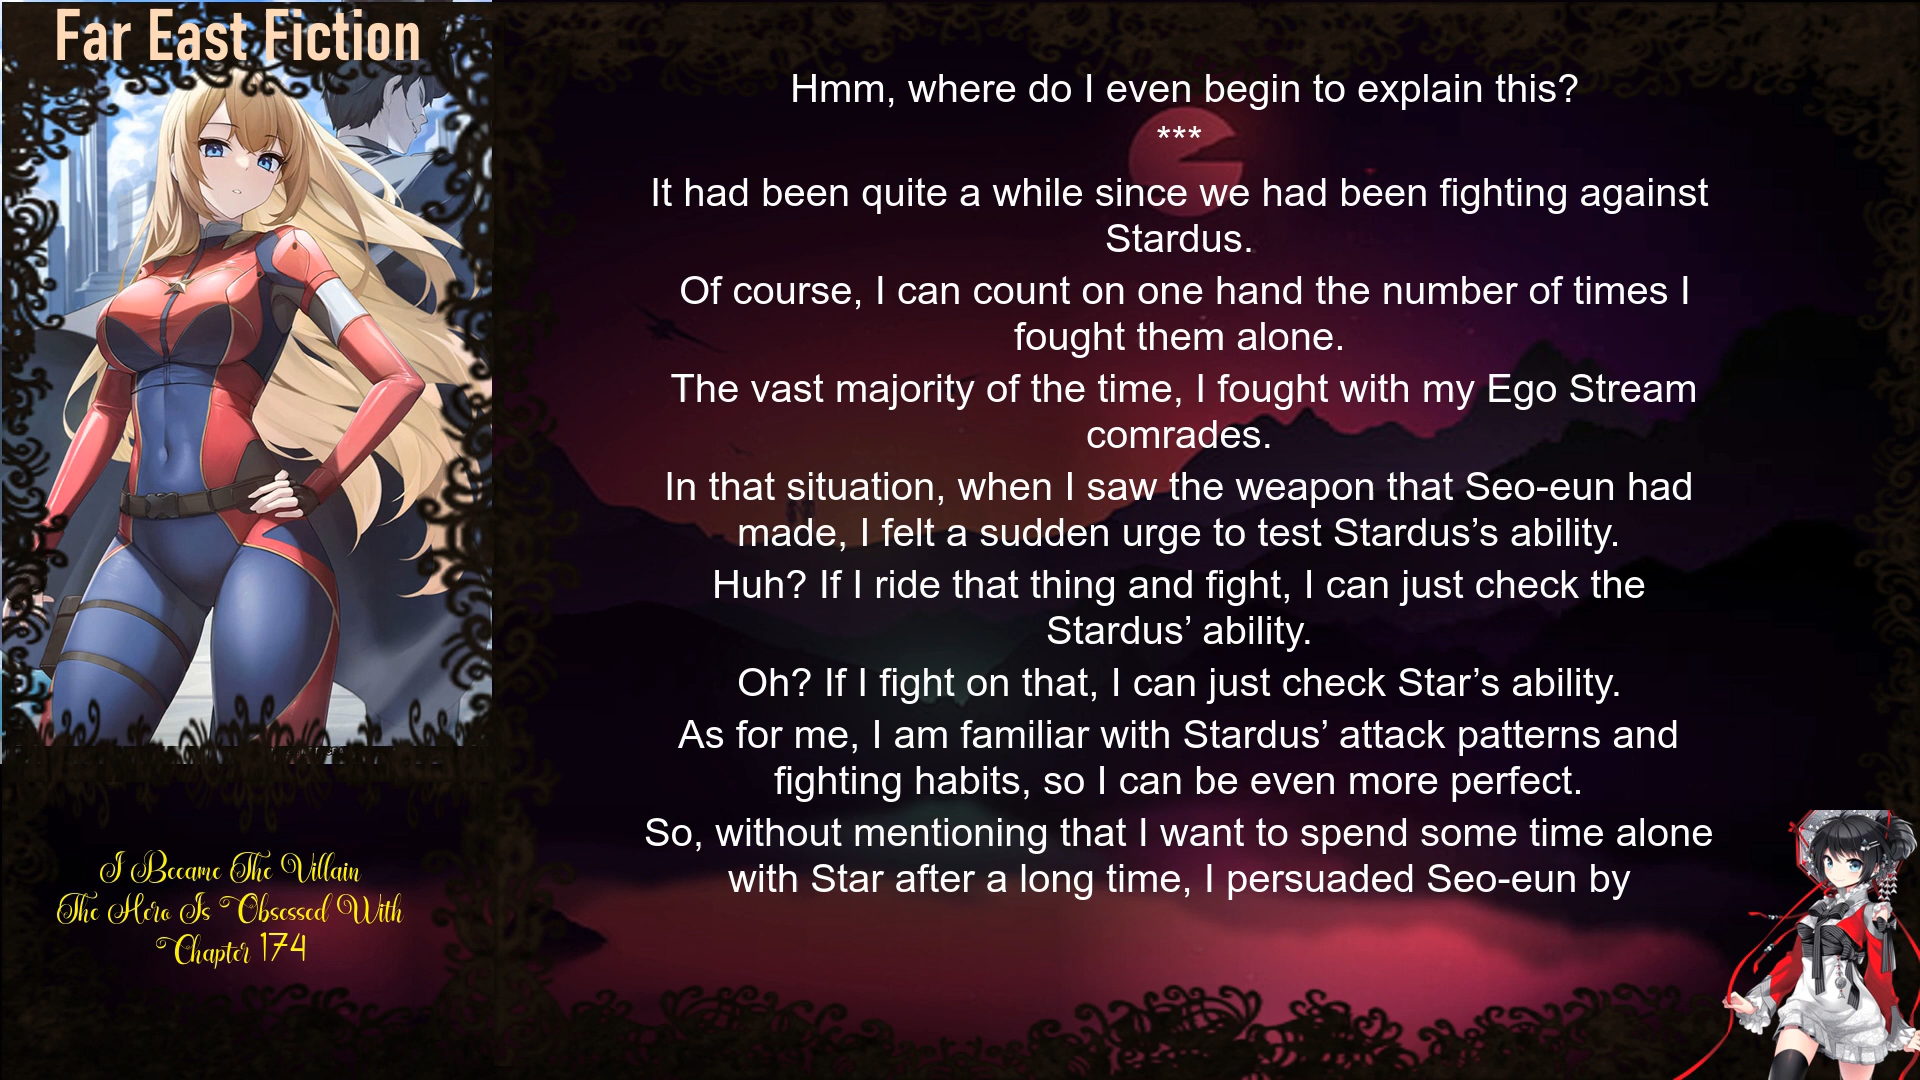 Far East Fiction
Hmm, where do I even begin to explain this?
***
It had been quite a while since we had been fighting against
Stardus.
Of course, I can count on one hand the number of times I
fought them alone.
The vast majority of the time, I fought with my Ego Stream
comrades.
In that situation, when I saw the weapon that Seo-eun had
made, I felt a sudden urge to test Stardus’s ability.
Huh? If I ride that thing and fight, I can just check the
Stardus’ ability.
Oh? If I fight on that, I can just check Star’s ability.
As for me, I am familiar with Stardus’ attack patterns and
fighting habits, so I can be even more perfect.
So, without mentioning that I want to spend some time alone
with Star after a long time, I persuaded Seo-eun by
I Became The Villain
The Hero Is Obsessed With
Chapter 174